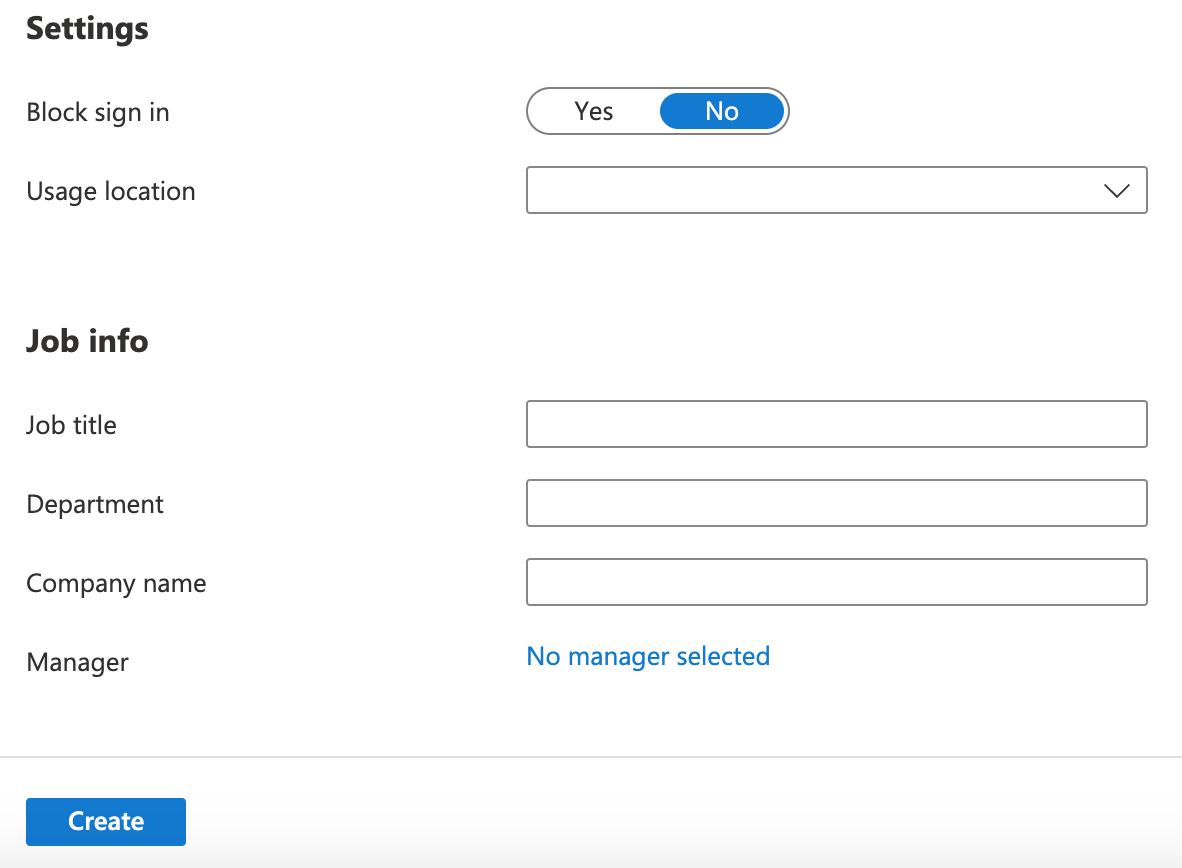 Settings
Block sign in
Yes No
Usage location
Job info
Job title
Department
Company name
Manager
No manager selected
Create